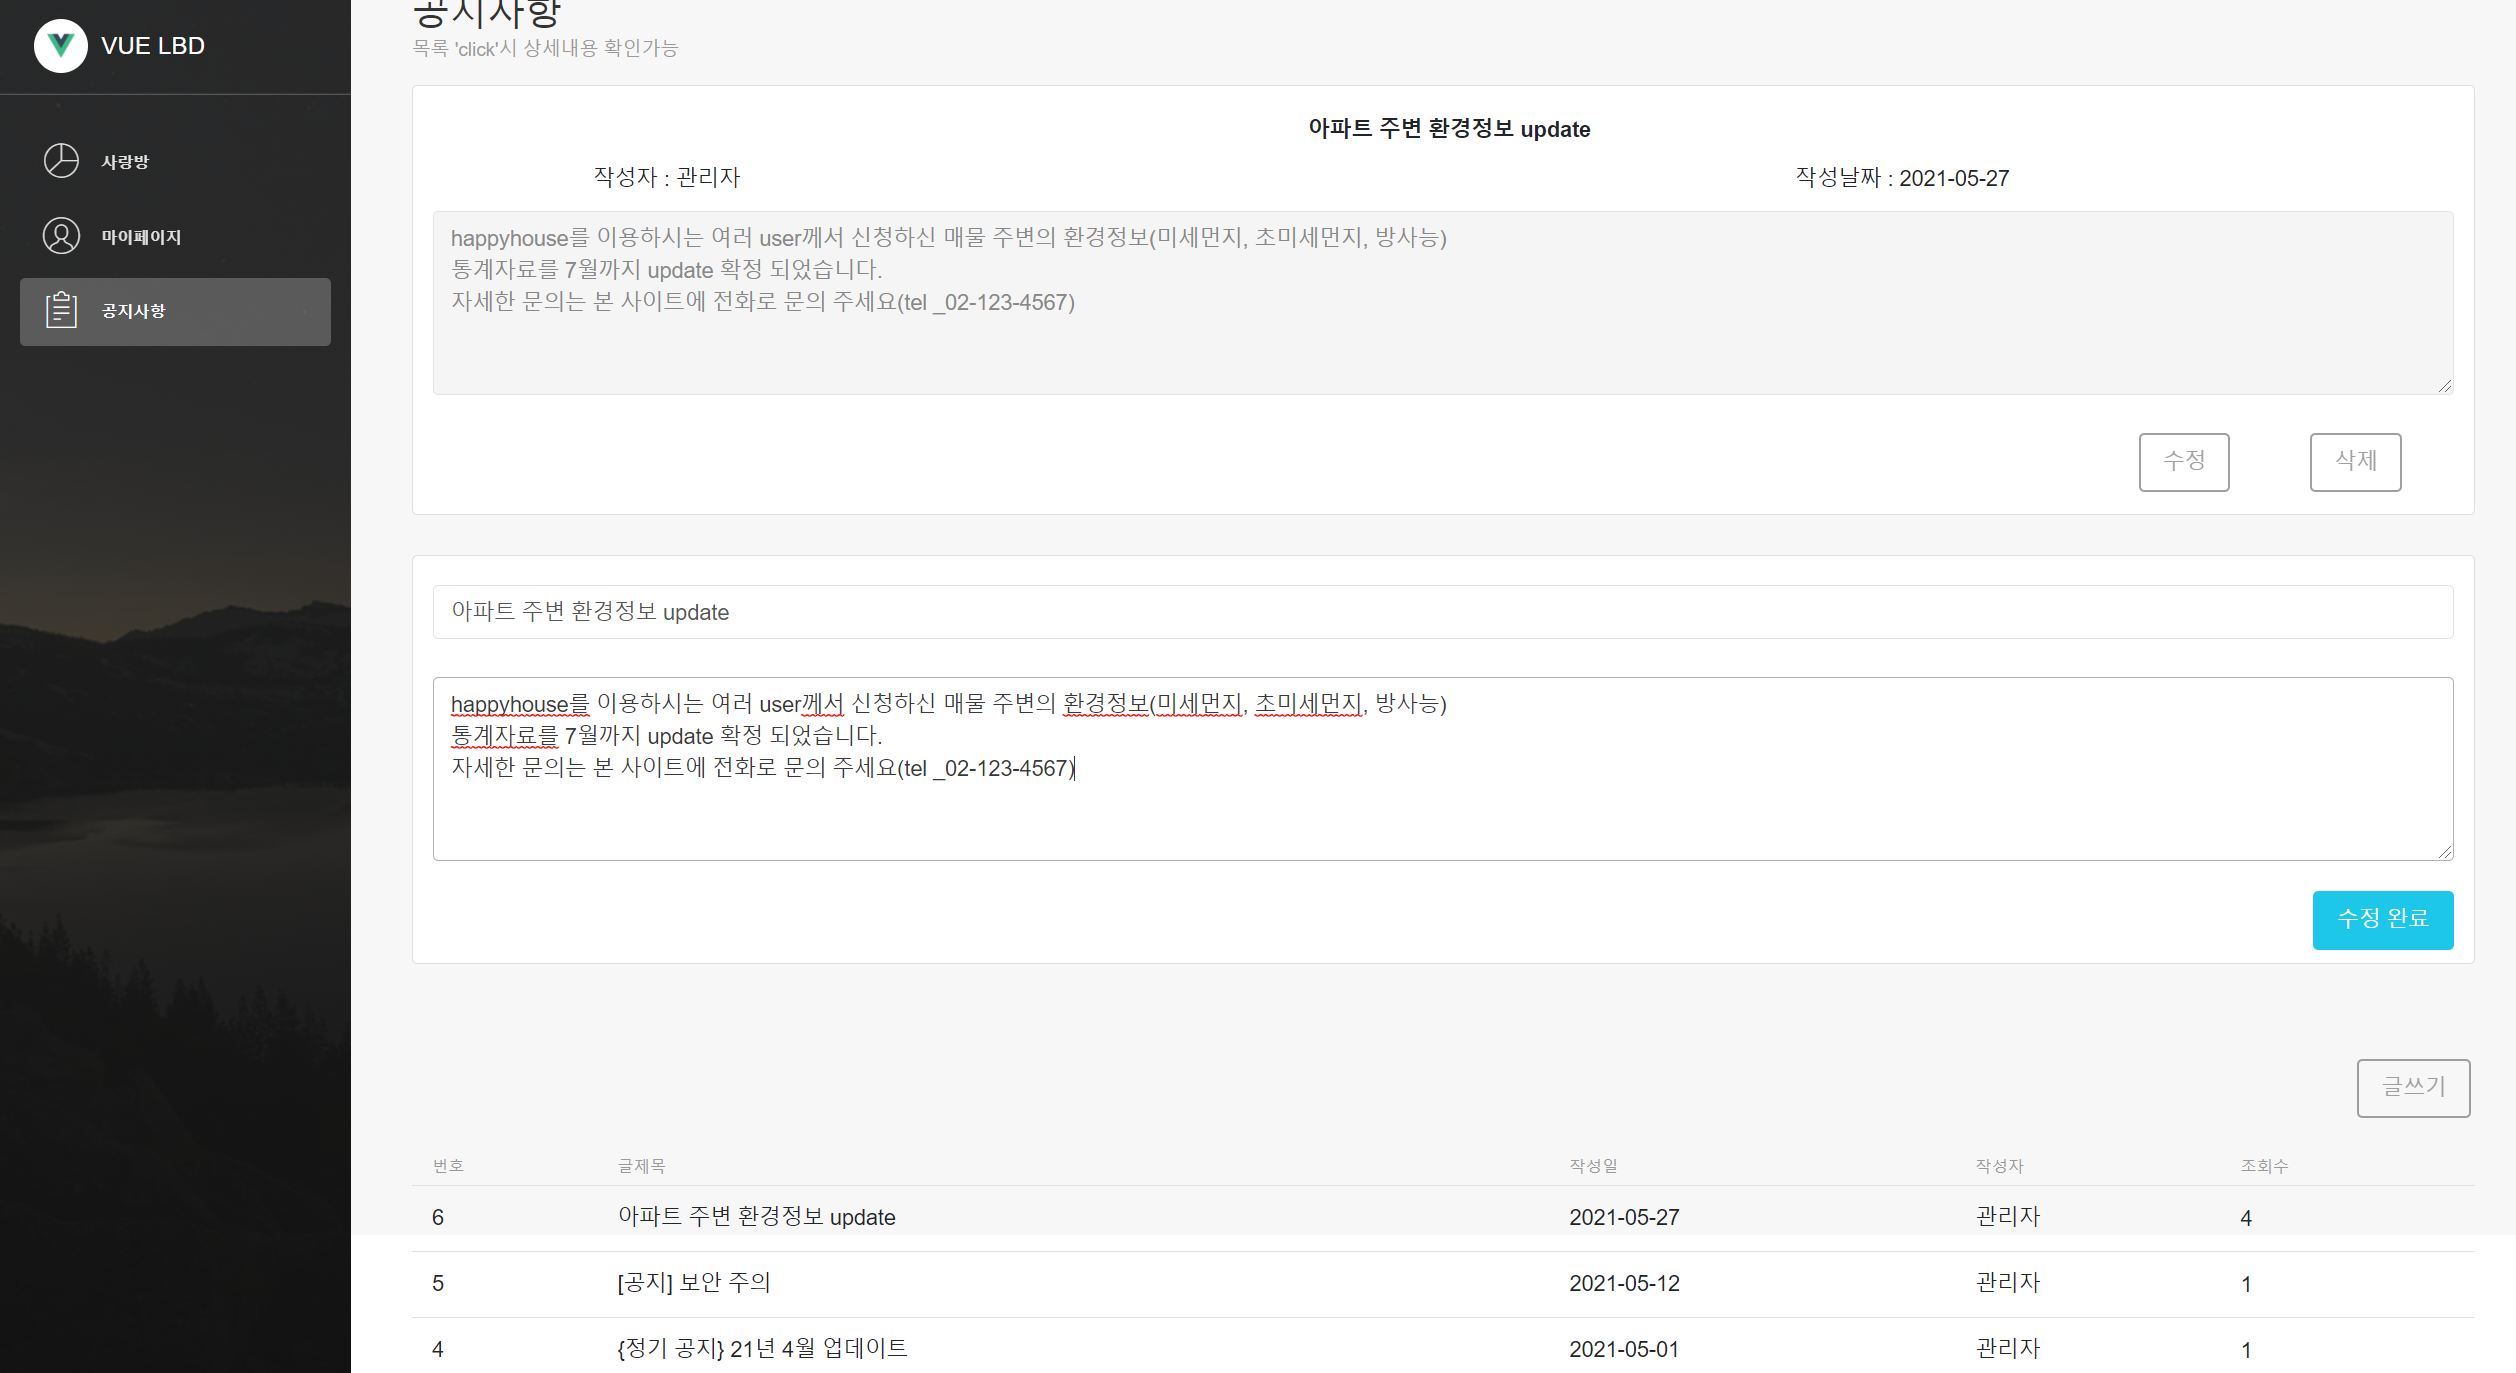 VUE LBD
사랑방
마이페이지
공지사항
공지사항
목록 'click'시 상세내용 확인가능
아파트 주변 환경정보 update
작성자 : 관리자
작성날짜 : 2021-05-27
happyhouse를 이용하시는 여러 user께서 신청하신 매물 주변의 환경정보(미세먼지, 초미세먼지, 방사능)
통계자료를 7월까지 update 확정 되었습니다.
자세한 문의는 본 사이트에 전화로 문의 주세요(tel _02-123-4567)
수정 삭제
아파트 주변 환경정보 update
happyhouse를 이용하시는 여러 user께서 신청하신 매물 주변의 환경정보(미세먼지, 초미세먼지, 방사능)
통계자료를 7월까지 update 확정 되었습니다.
자세한 문의는 본 사이트에 전화로 문의 주세요(tel _02-123-4567)
수정 완료
글쓰기
번호 글제목 작성일 작성자 조회수
6 아파트 주변 환경정보 update 2021-05-27 관리자 4
5 [공지] 보안 주의 2021-05-12 관리자 1
4 {정기 공지} 21년 4월 업데이트 2021-05-01 관리자 1